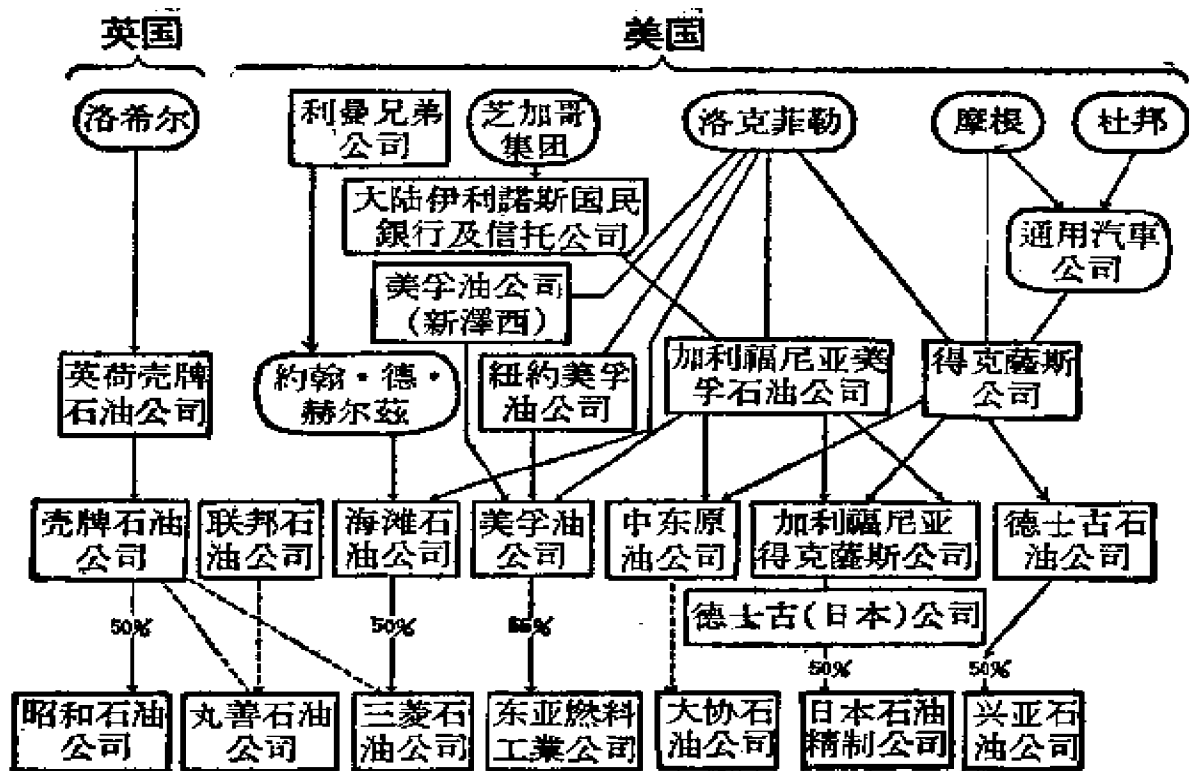 英国
美国
洛希尔
利曼兄弟
公司
芝加哥
集团
洛克菲勒
摩根
杜邦
大陆伊利諾斯国民
銀行及信托公司
通用汽車
公司
美孚油公司
（新澤西）
英荷壳牌
石油公司
約翰·德·
赫尔茲
紐約美孚
油公司
加利福尼亚美
孚石油公司
得克薩斯
公司
壳牌石油
公司
联邦石
油公司
海滩石
油公司
美孚油
公司
中东原
油公司
加利福尼亚
得克薩斯公司
德士古石
油公司
德士古(日本)公司
50%
50%
50%
50%
昭和石油
公司
丸善石油
公司
三菱石
油公司
东亚燃料
工業公司
大协石
油公司
日本石油
精制公司
兴亚石
油公司